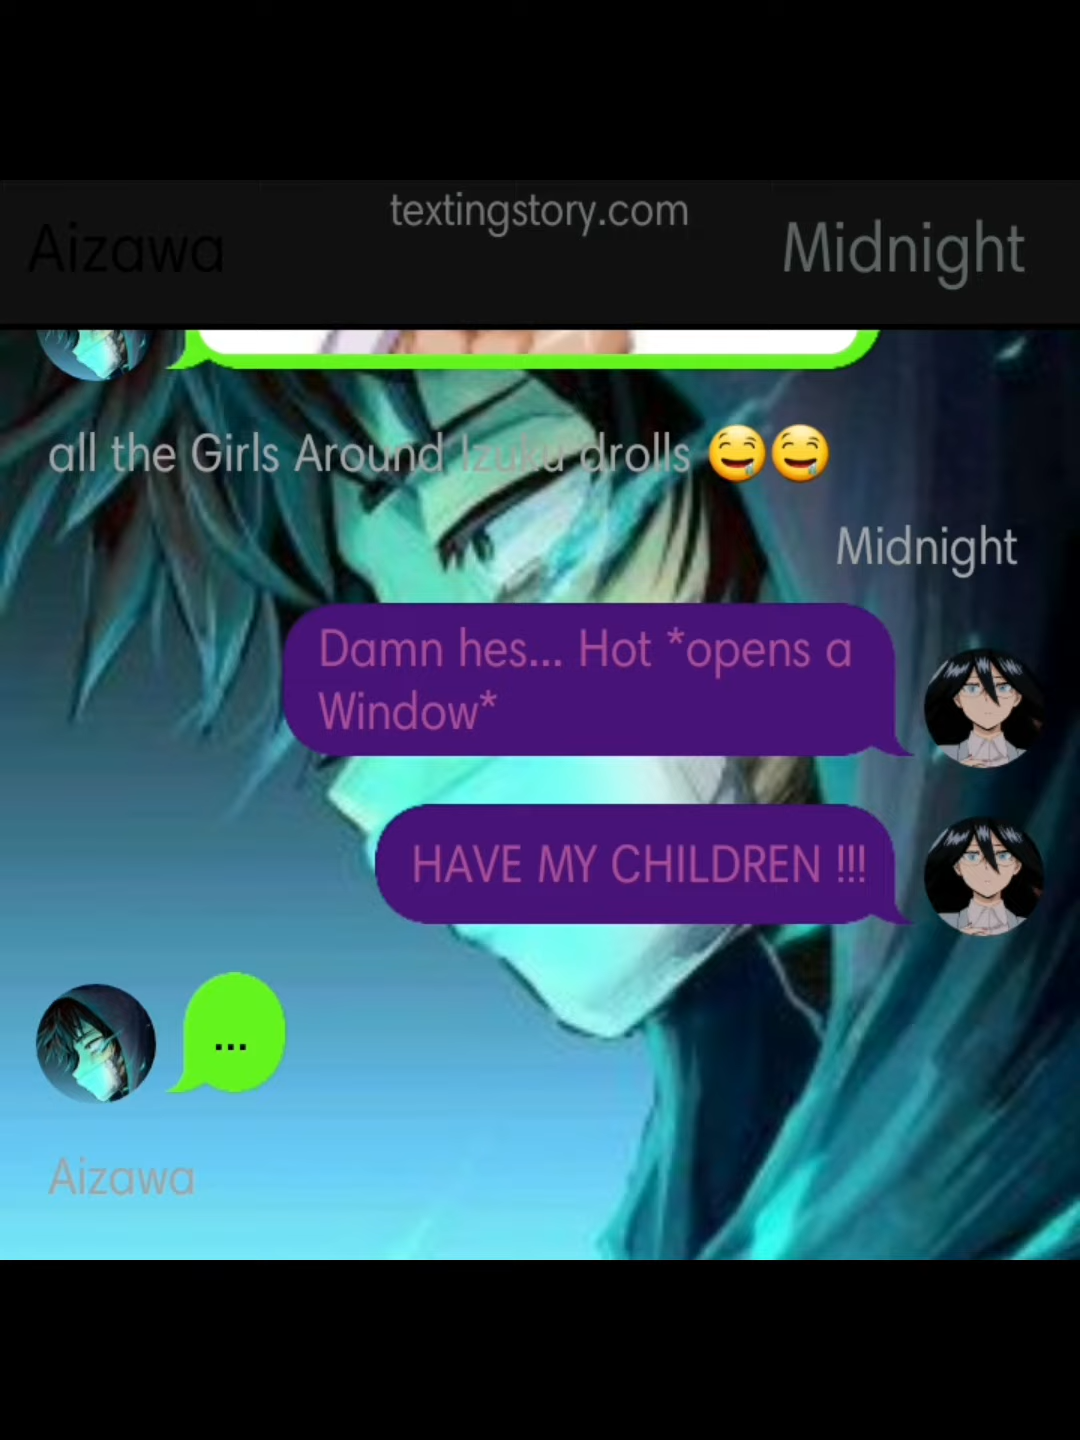 textingstory.com
Aizawa
Midnight
all the Girls Around Izuku drolls 🤤🤤
Midnight
Damn hes... Hot *opens a
Window*
HAVE MY CHILDREN !!!
...
Aizawa